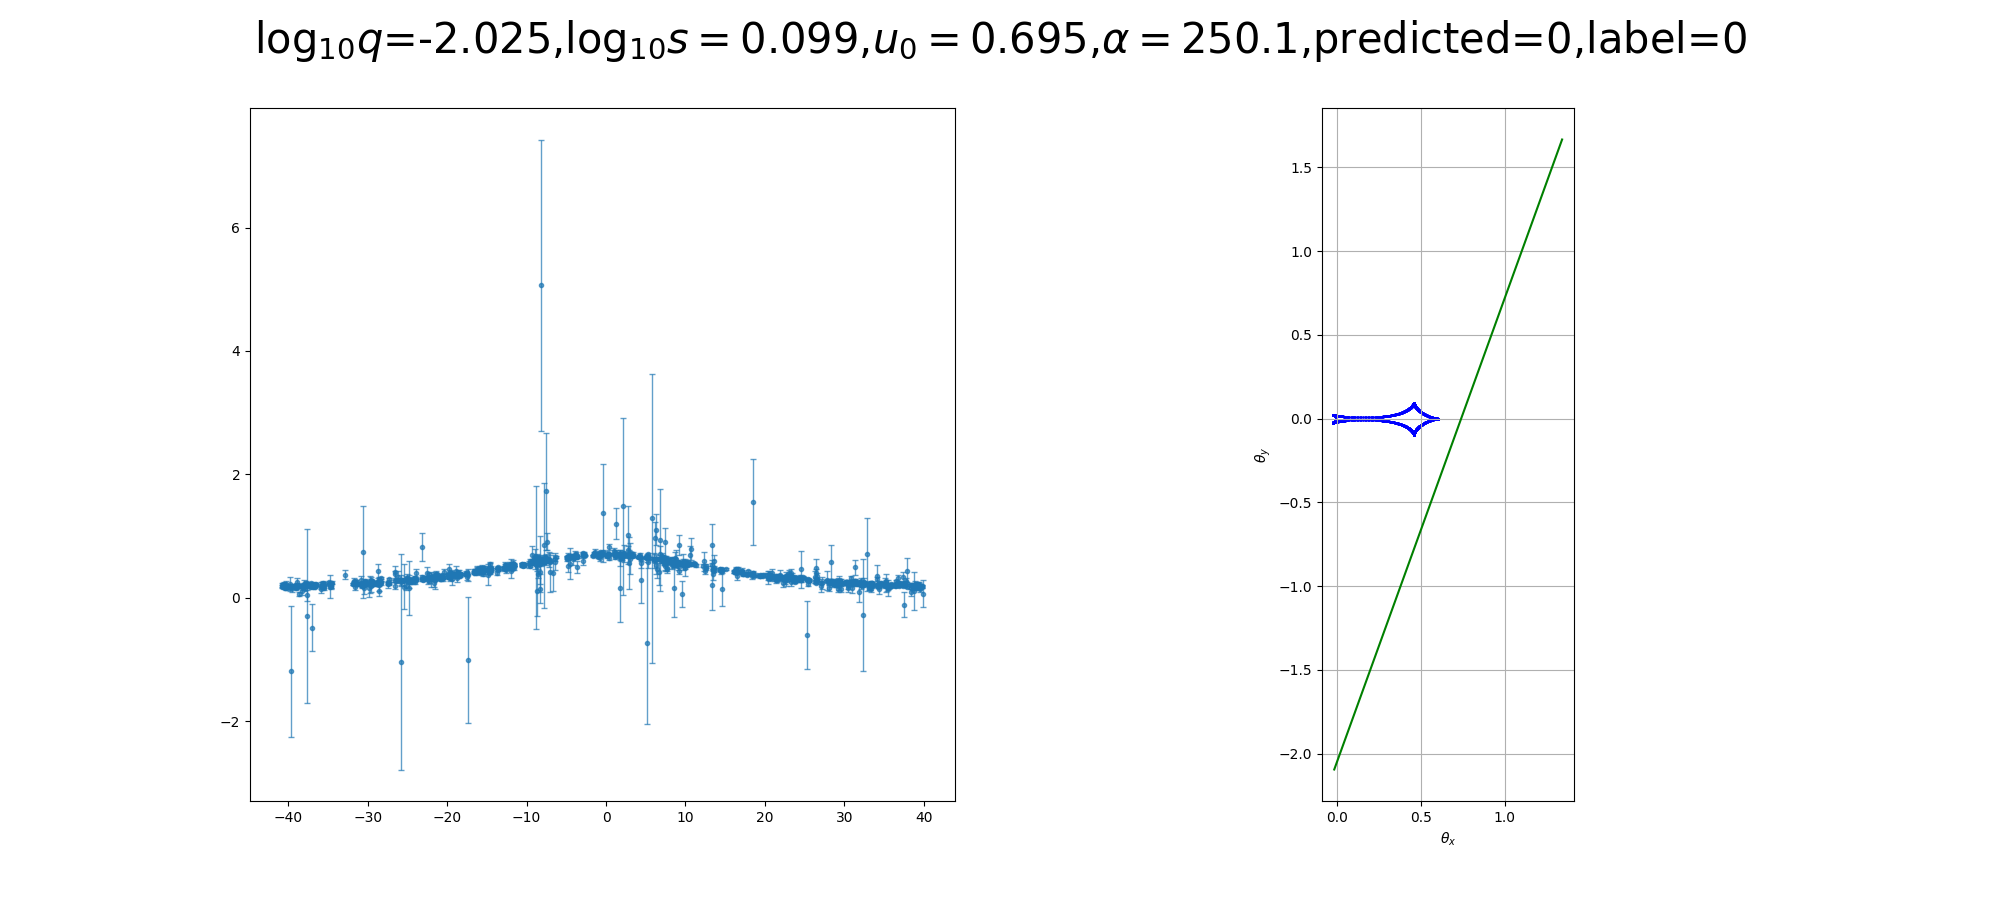 log₁₀q=-2.025,log₁₀s = 0.099,u₀ = 0.695,α = 250.1,predicted=0,label=0
6
4
2
0
−2
−40 −30 −20 −10 0 10 20 30 40
1.5
1.0
0.5
0.0
−0.5
−1.0
−1.5
−2.0
θy
0.0 0.5 1.0
θx